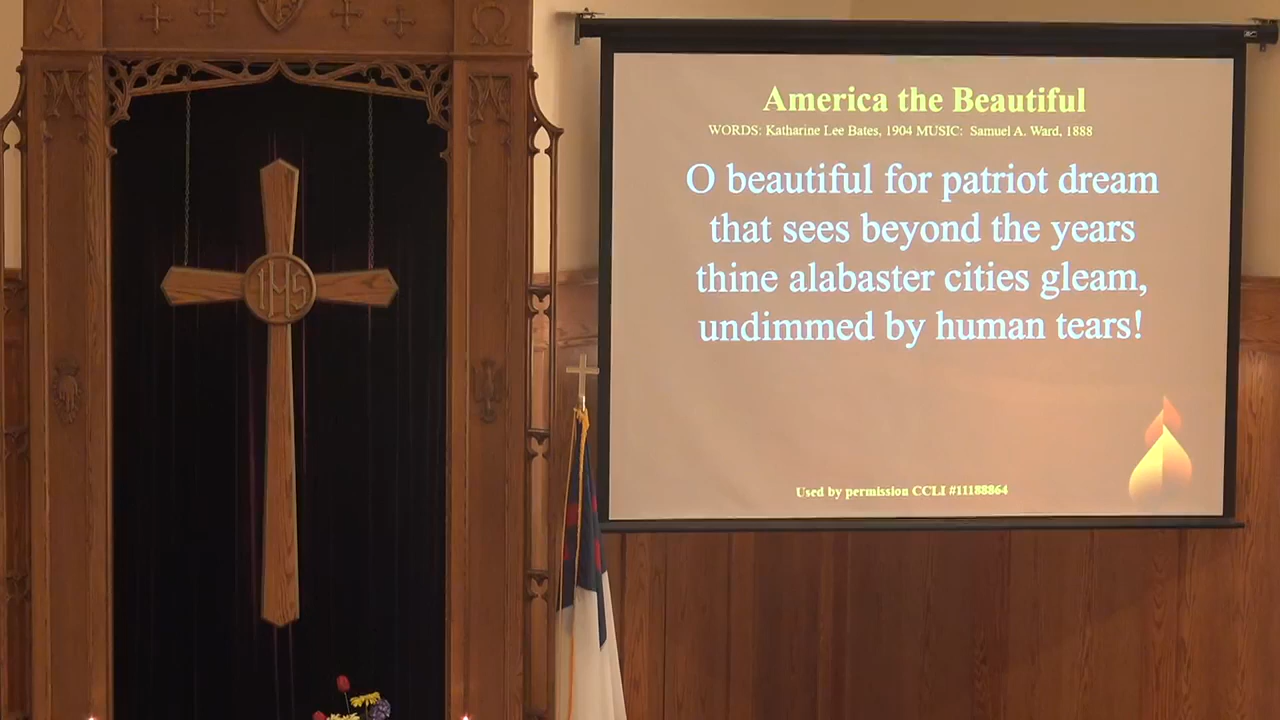 IHS
America the Beautiful
WORDS: Katharine Lee Bates, 1904 MUSIC: Samuel A. Ward, 1888
O beautiful for patriot dream
that sees beyond the years
thine alabaster cities gleam,
undimmed by human tears!
Used by permission CCLI #11188864